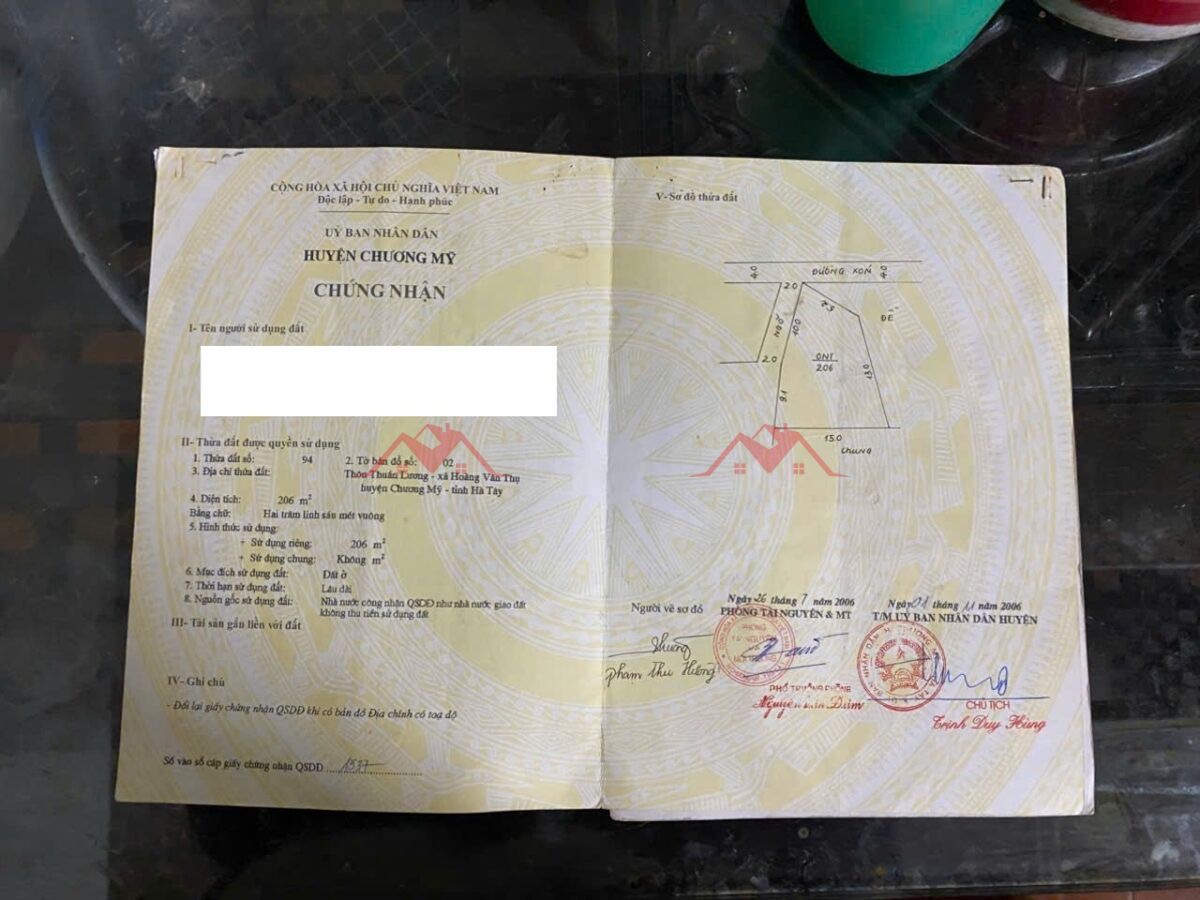 CỘNG HÒA XÃ HỘI CHỦ NGHĨA VIỆT NAM
Độc lập - Tự do - Hạnh phúc
UỶ BAN NHÂN DÂN
HUYỆN CHƯƠNG MỸ
CHỨNG NHẬN
I- Tên người sử dụng đất
II- Thửa đất được quyền sử dụng
1. Thửa đất số: 94 2. Tờ bản đồ số: 02
3. Địa chỉ thửa đất: Thôn Thuần Lương - xã Hoàng Văn Thụ
huyện Chương Mỹ - tỉnh Hà Tây
4. Diện tích: 206 m²
Bằng chữ: Hai trăm linh sáu mét vuông
5. Hình thức sử dụng:
+ Sử dụng riêng: 206 m²
+ Sử dụng chung: Không m²
6. Mục đích sử dụng đất: Đất ở
7. Thời hạn sử dụng đất: Lâu dài
8. Nguồn gốc sử dụng đất: Nhà nước công nhận QSDĐ như nhà nước giao đất
không thu tiền sử dụng đất
III- Tài sản gắn liền với đất
IV- Ghi chú
- Đổi lại giấy chứng nhận QSDĐ khi có bản đồ Địa chính có toạ độ
Số vào sổ cấp giấy chứng nhận QSDĐ 1537
V- Sơ đồ thửa đất
4.0 ĐƯỜNG XÓM 4.0
2.0
7.3
ĐỀ
NGÕ
10.0
2.0
ONT
206
13.0
9.1
15.0
Chung
Người vẽ sơ đồ
Phạm Thu Hường
Ngày 26 tháng 7 năm 2006
PHÒNG TÀI NGUYÊN & MT
PHÓ TRƯỞNG PHÒNG
Ngày 01 tháng 11 năm 2006
T/M UỶ BAN NHÂN DÂN HUYỆN
CHỦ TỊCH
Trịnh Duy Hùng